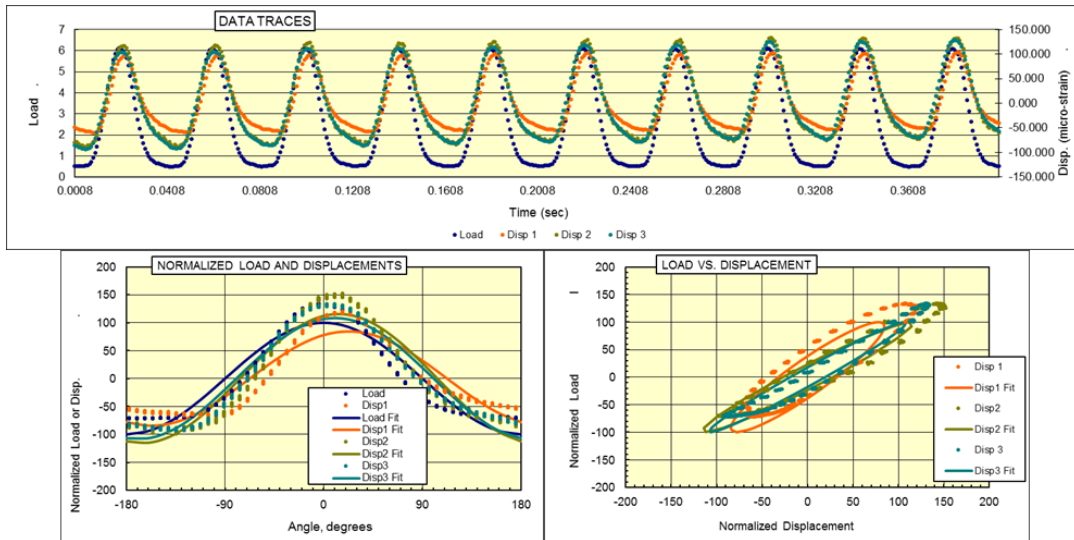 DATA TRACES
7
6
5
4
3
2
1
0
Load
150.000
100.000
50.000
0.000
-50.000
-100.000
-150.000
Disp. (micro-strain)
0.0008 0.0408 0.0808 0.1208 0.1608 0.2008 0.2408 0.2808 0.3208 0.3608
Time (sec)
Load Disp 1 Disp 2 Disp 3
NORMALIZED LOAD AND DISPLACEMENTS
200
150
100
50
0
-50
-100
-150
-200
Normalized Load or Disp.
-180 -90 0 90 180
Angle, degrees
Load
Disp1
Load Fit
Disp1 Fit
Disp2
Disp2 Fit
Disp3
Disp3 Fit
LOAD VS. DISPLACEMENT
200
150
100
50
0
-50
-100
-150
-200
Normalized Load
-200 -150 -100 -50 0 50 100 150 200
Normalized Displacement
Disp 1
Disp1 Fit
Disp2
Disp2 Fit
Disp 3
Disp3 Fit